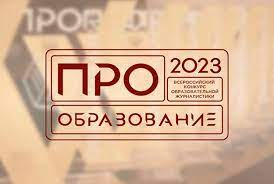 ПРО
2023
ВСЕРОССИЙСКИЙ
КОНКУРС
ОБРАЗОВАТЕЛЬНОЙ
ЖУРНАЛИСТИКИ
ОБРАЗОВАНИЕ